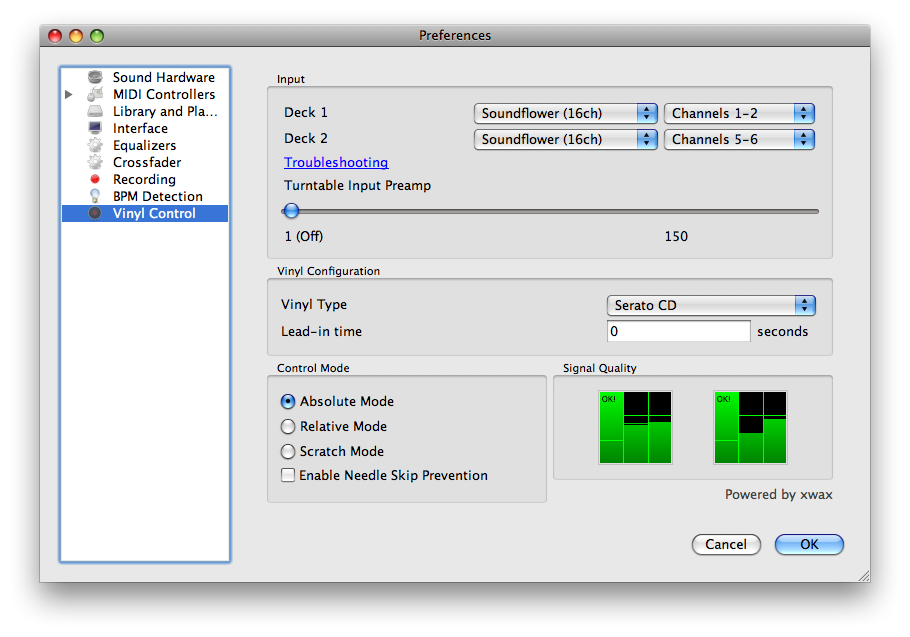 Preferences
Sound Hardware
MIDI Controllers
Library and Pla...
Interface
Equalizers
Crossfader
Recording
BPM Detection
Vinyl Control
Input
Deck 1 Soundflower (16ch) Channels 1-2
Deck 2 Soundflower (16ch) Channels 5-6
Troubleshooting
Turntable Input Preamp
1 (Off) 150
Vinyl Configuration
Vinyl Type Serato CD
Lead-in time 0 seconds
Control Mode
Absolute Mode
Relative Mode
Scratch Mode
Enable Needle Skip Prevention
Signal Quality
OK! OK!
Powered by xwax
Cancel OK